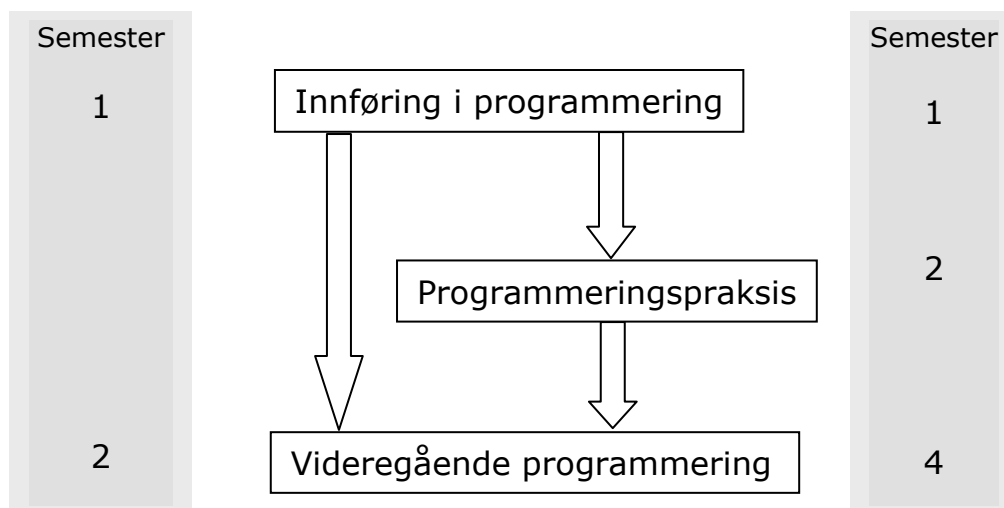 Semester
Semester
1
Innføring i programmering
1
2
Programmeringspraksis
2
Videregående programmering
4